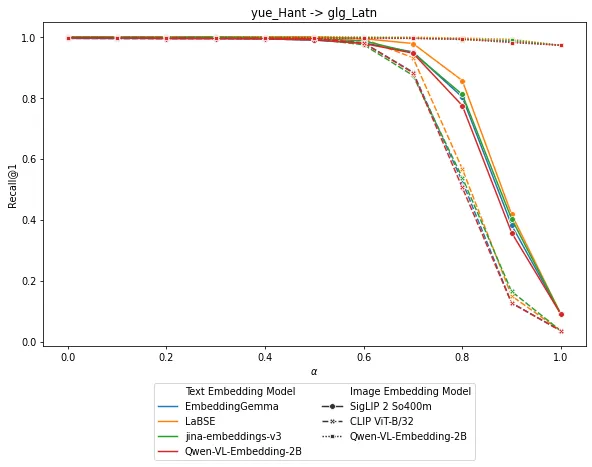 yue_Hant -> glg_Latn
Recall@1
1.0
0.8
0.6
0.4
0.2
0.0
0.0 0.2 0.4 0.6 0.8 1.0
α
Text Embedding Model Image Embedding Model
EmbeddingGemma SigLIP 2 So400m
LaBSE CLIP ViT-B/32
jina-embeddings-v3 Qwen-VL-Embedding-2B
Qwen-VL-Embedding-2B